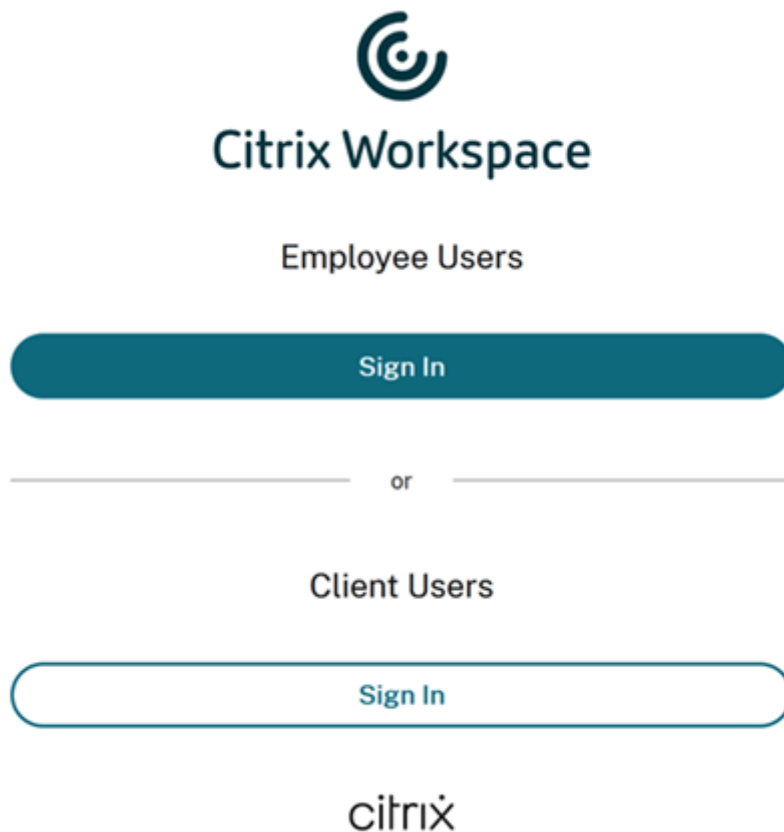 Citrix Workspace
Employee Users
Sign In
or
Client Users
Sign In
citrix